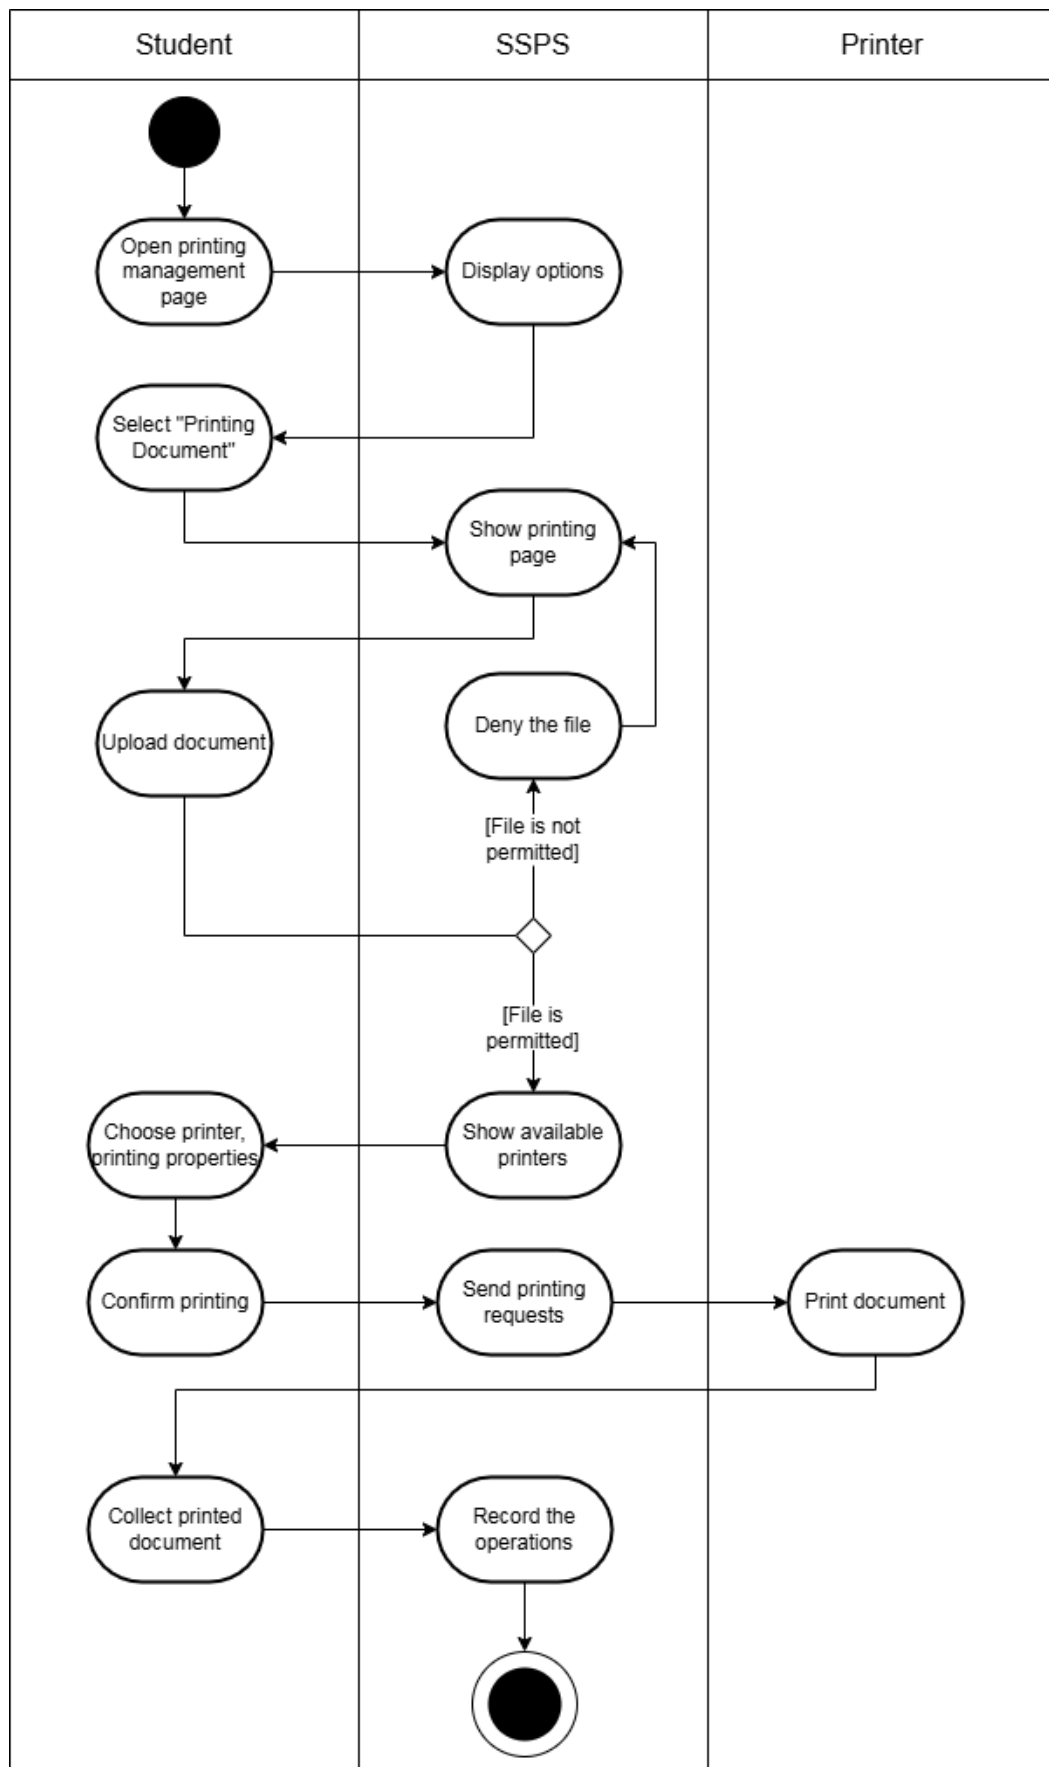 Student
SSPS
Printer
Open printing
management
page
Display options
Select "Printing
Document"
Show printing
page
Upload document
Deny the file
[File is not
permitted]
[File is
permitted]
Choose printer,
printing properties
Show available
printers
Confirm printing
Send printing
requests
Print document
Collect printed
document
Record the
operations